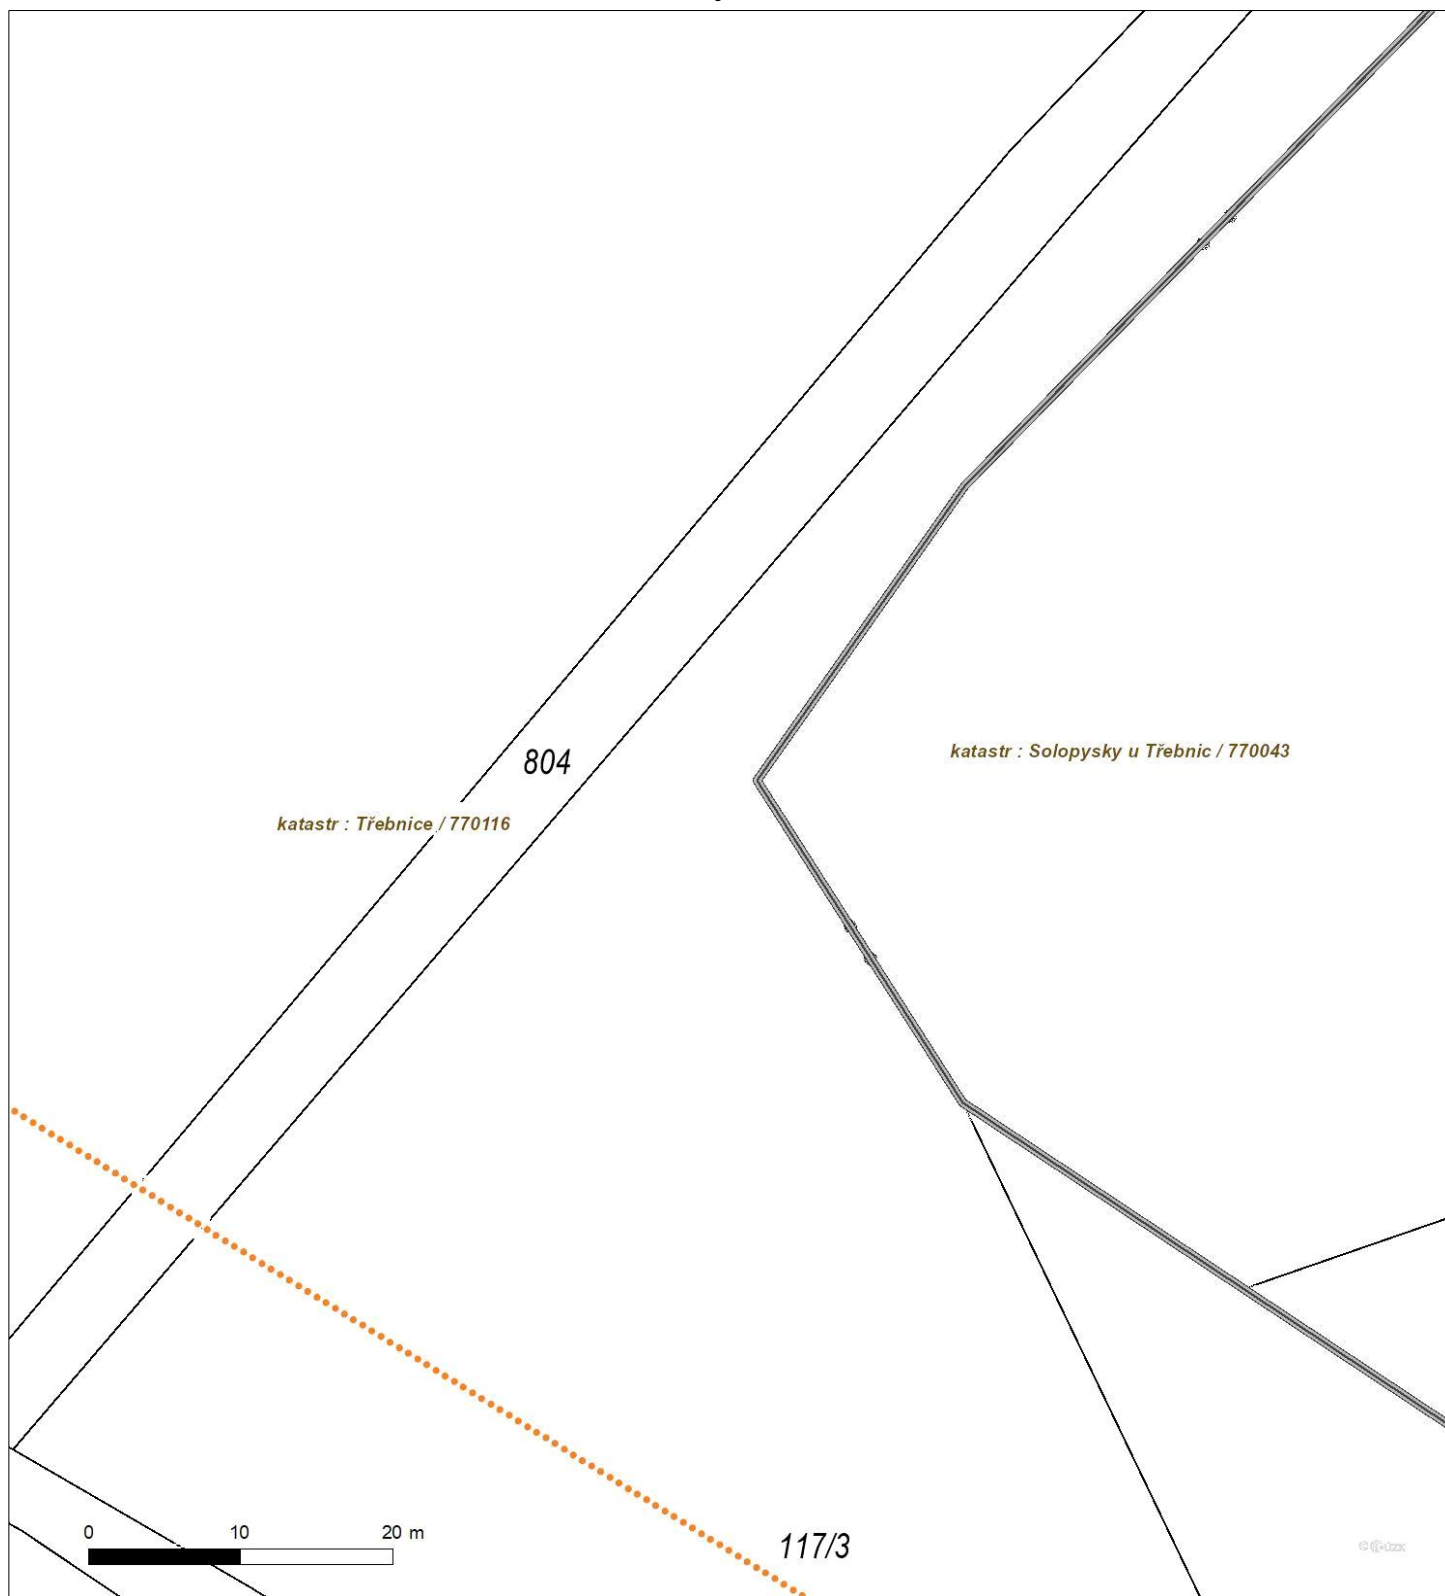 804
katastr : Solopysky u Třebnic / 770043
katastr : Třebnice / 770116
0 10 20 m
117/3